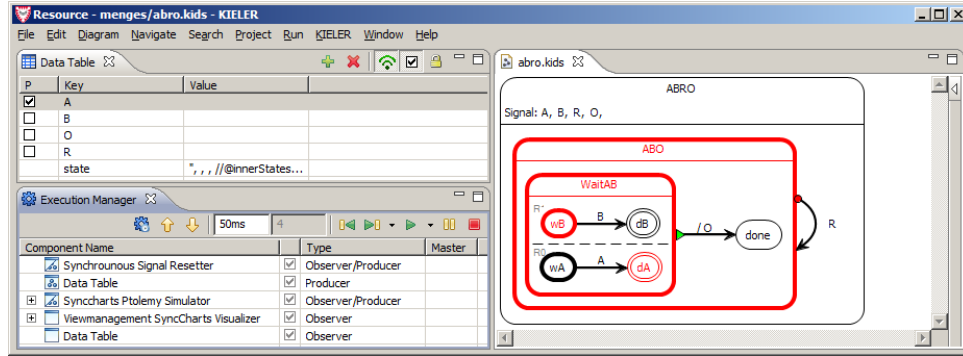 Resource - menges/abro.kids - KIELER
File Edit Diagram Navigate Search Project Run KIELER Window Help
Data Table
P Key Value
A
B
O
R
state ", , , //@innerStates...
Execution Manager
50ms 4
Component Name Type Master
Synchrounous Signal Resetter Observer/Producer
Data Table Producer
Synccharts Ptolemy Simulator Observer/Producer
Viewmanagement SyncCharts Visualizer Observer
Data Table Observer
abro.kids
ABRO
Signal: A, B, R, O,
ABO
WaitAB
R1
wB B dB
/ O done R
R0
wA A dA